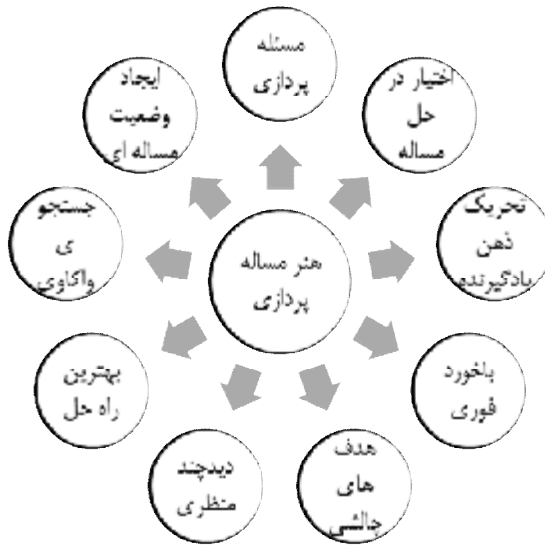 مسئله
پردازی
اختیار در
حل
مساله
تحریک
ذهن
یادگیرنده
بلخورد
فوری
هدف
های
چالشی
دیدچند
منظری
بهترین
راه حل
جستجو
ی
واکاوی
ایجاد
وضعیت
مساله ای
هنر مساله
پردازی